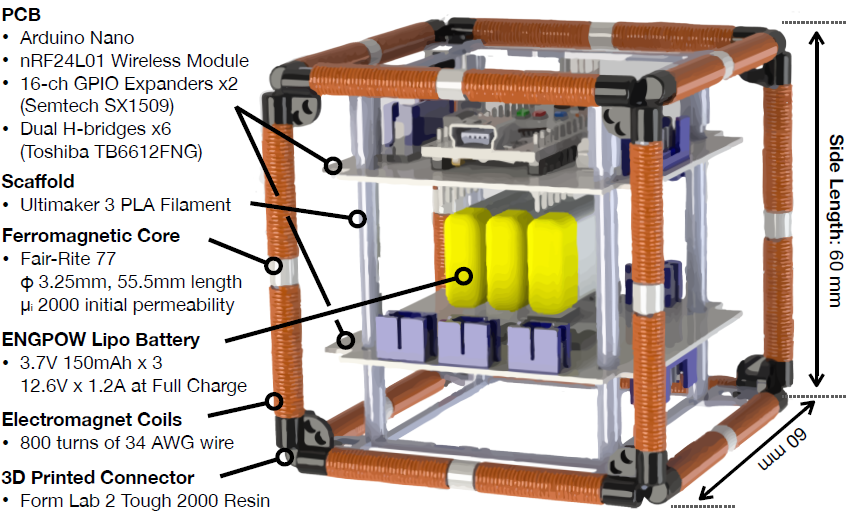 PCB
• Arduino Nano
• nRF24L01 Wireless Module
• 16-ch GPIO Expanders x2
(Semtech SX1509)
• Dual H-bridges x6
(Toshiba TB6612FNG)
Scaffold
• Ultimaker 3 PLA Filament
Ferromagnetic Core
• Fair-Rite 77
ϕ 3.25mm, 55.5mm length
μᵢ 2000 initial permeability
ENGPOW Lipo Battery
• 3.7V 150mAh x 3
12.6V x 1.2A at Full Charge
Electromagnet Coils
• 800 turns of 34 AWG wire
3D Printed Connector
• Form Lab 2 Tough 2000 Resin
Side Length: 60 mm
60 mm